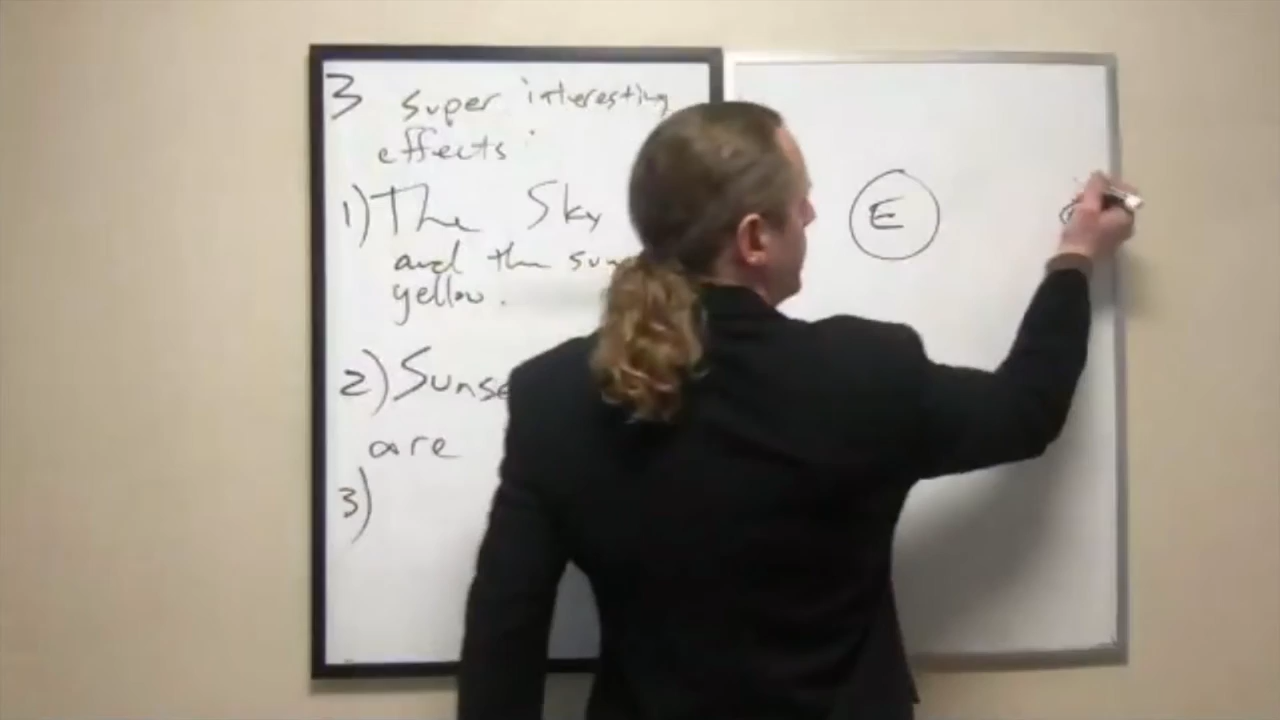 3 super interesting
effects
1) The Sky
and the sun
yellow.
2) Sunse
are
3)
E